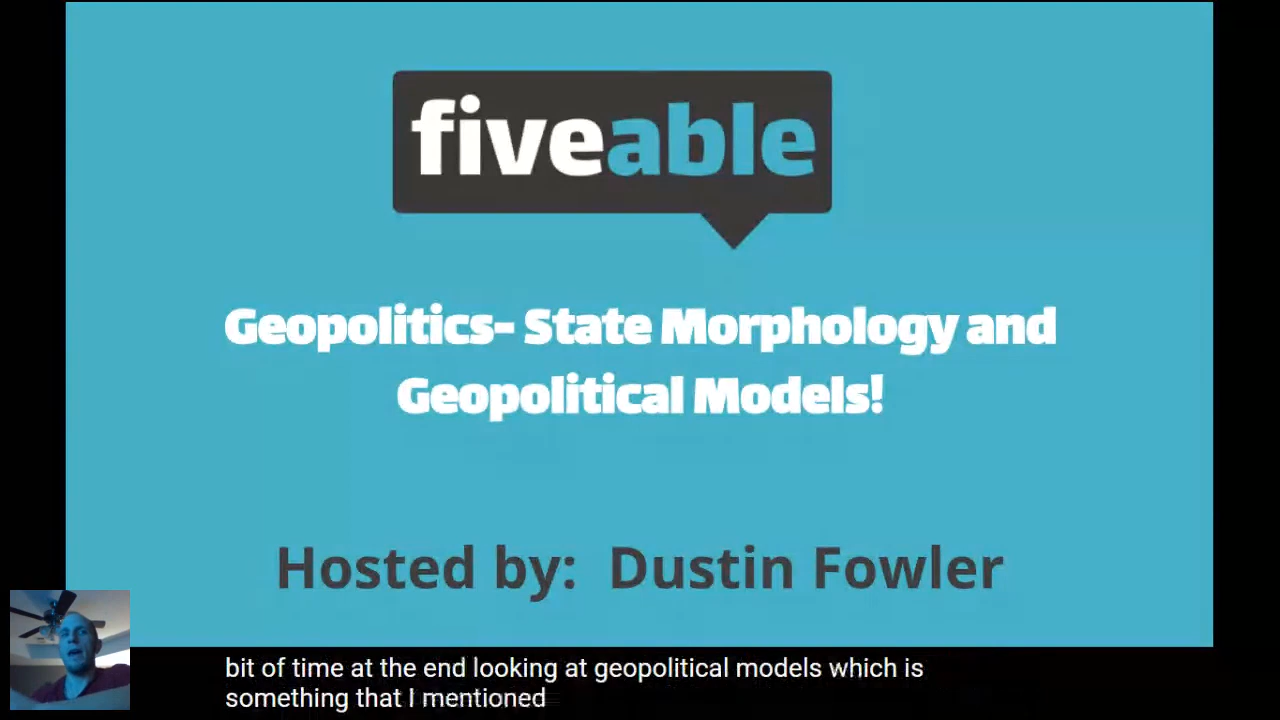 fiveable
Geopolitics- State Morphology and
Geopolitical Models!
Hosted by: Dustin Fowler
bit of time at the end looking at geopolitical models which is
something that I mentioned